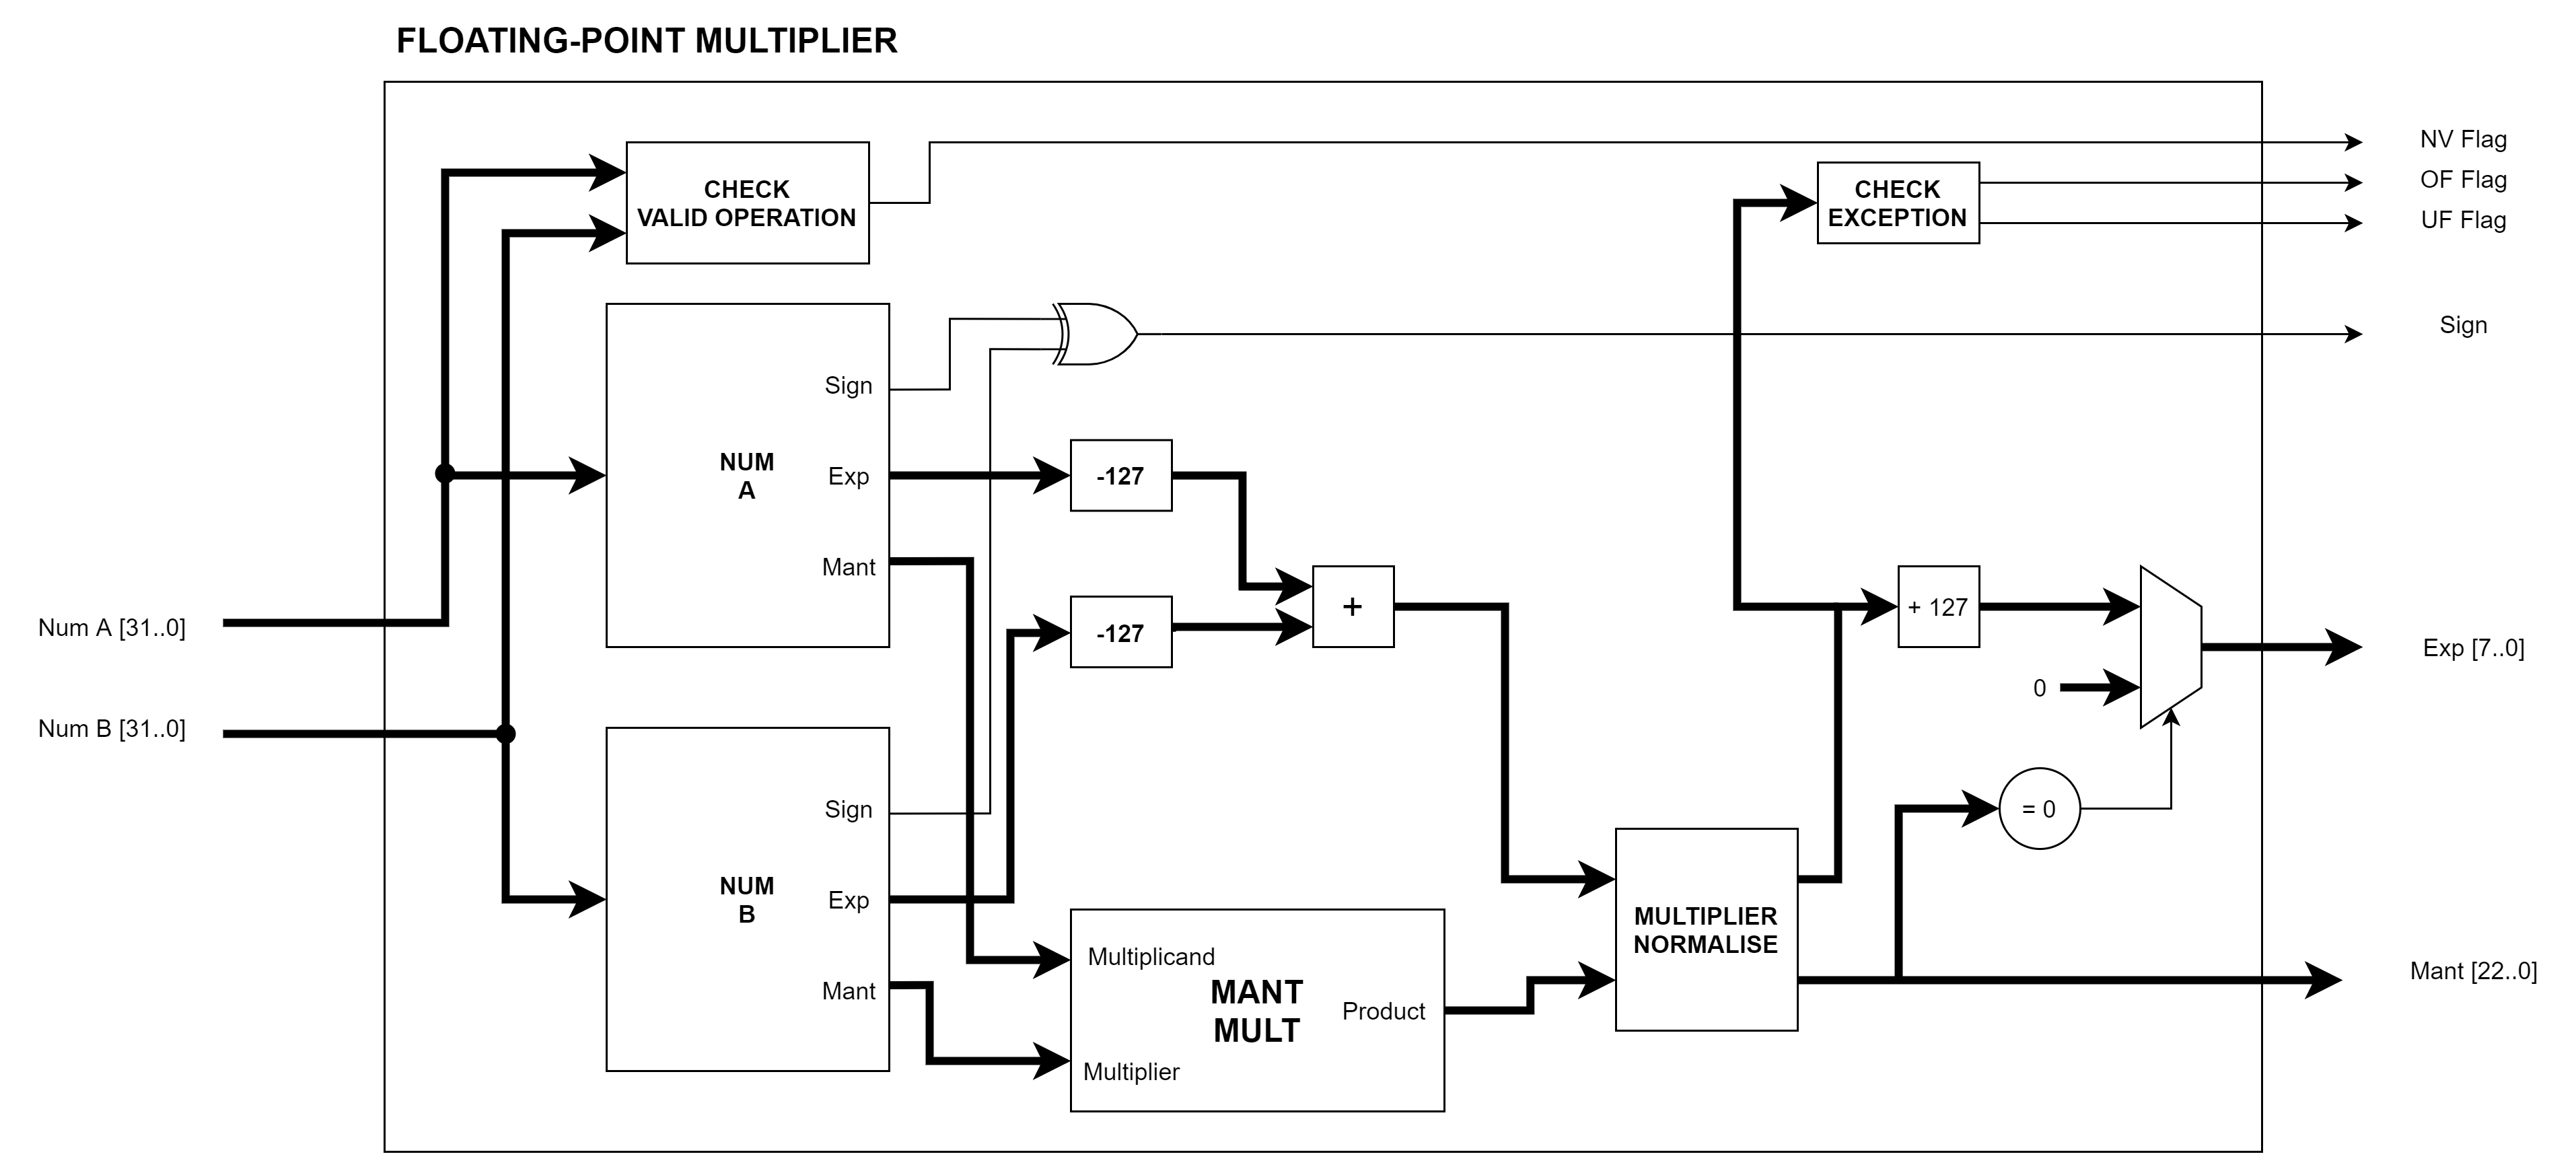 FLOATING-POINT MULTIPLIER
NV Flag
OF Flag
UF Flag
CHECK
VALID OPERATION
CHECK
EXCEPTION
Sign
Sign
NUM
A
Exp
-127
Mant
+
+ 127
-127
Num A [31..0]
Exp [7..0]
0
Num B [31..0]
Sign
= 0
NUM
B
Exp
MULTIPLIER
NORMALISE
Multiplicand
Mant
MANT
MULT
Product
Multiplier
Mant [22..0]